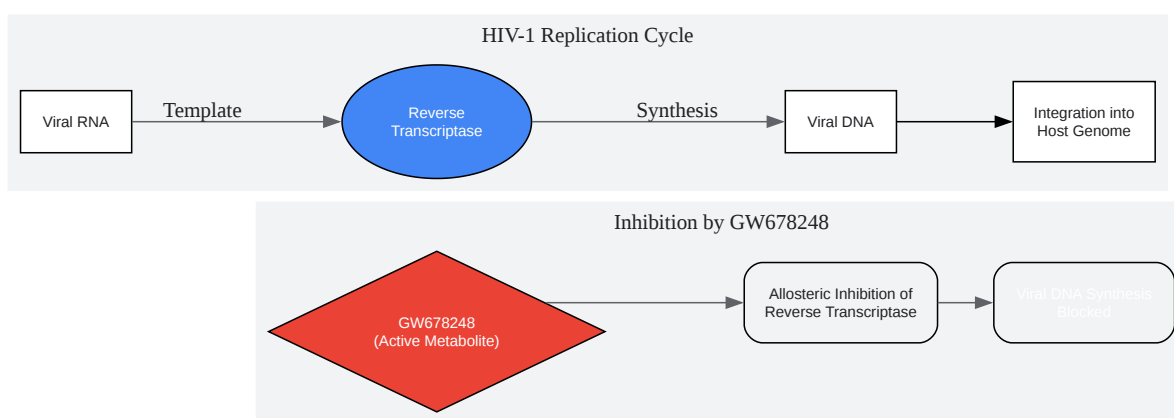 HIV-1 Replication Cycle
Viral RNA
Template
Reverse
Transcriptase
Synthesis
Viral DNA
Integration into
Host Genome
Inhibition by GW678248
GW678248
(Active Metabolite)
Allosteric Inhibition of
Reverse Transcriptase
Viral DNA Synthesis
Blocked